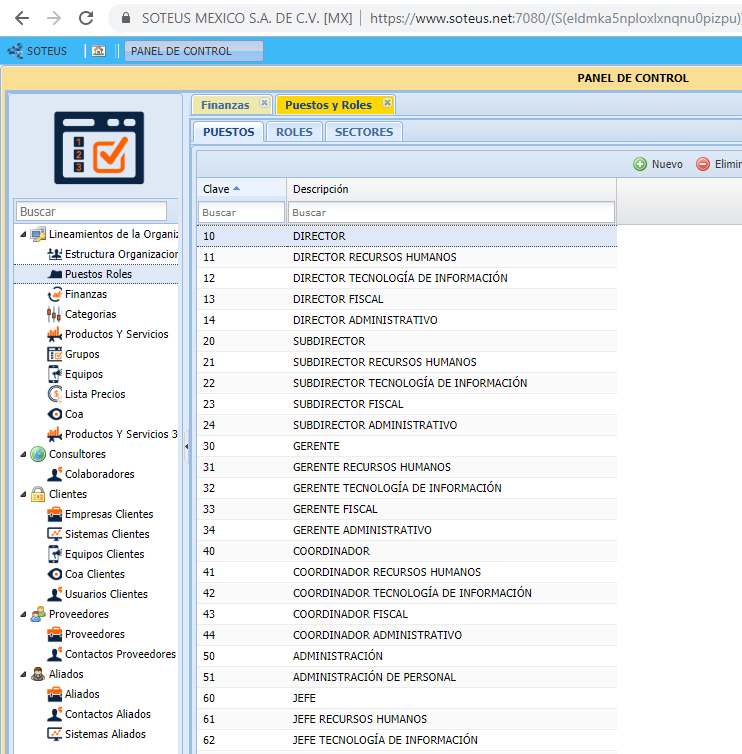 SOTEUS MEXICO S.A. DE C.V. [MX] https://www.soteus.net:7080/(S(eldmka5nploxlxnqnu0pizpu)
SOTEUS PANEL DE CONTROL
PANEL DE CONTROL
Finanzas Puestos y Roles
PUESTOS ROLES SECTORES
Nuevo Elimin
Clave Descripción
Buscar Buscar
1
2
3
Buscar
Lineamientos de la Organiz
Estructura Organizacion
Puestos Roles
Finanzas
Categorias
Productos Y Servicios
Grupos
Equipos
Lista Precios
Coa
Productos Y Servicios 3
Consultores
Colaboradores
Clientes
Empresas Clientes
Sistemas Clientes
Equipos Clientes
Coa Clientes
Usuarios Clientes
Proveedores
Proveedores
Contactos Proveedores
Aliados
Aliados
Contactos Aliados
Sistemas Aliados
10 DIRECTOR
11 DIRECTOR RECURSOS HUMANOS
12 DIRECTOR TECNOLOGÍA DE INFORMACIÓN
13 DIRECTOR FISCAL
14 DIRECTOR ADMINISTRATIVO
20 SUBDIRECTOR
21 SUBDIRECTOR RECURSOS HUMANOS
22 SUBDIRECTOR TECNOLOGÍA DE INFORMACIÓN
23 SUBDIRECTOR FISCAL
24 SUBDIRECTOR ADMINISTRATIVO
30 GERENTE
31 GERENTE RECURSOS HUMANOS
32 GERENTE TECNOLOGÍA DE INFORMACIÓN
33 GERENTE FISCAL
34 GERENTE ADMINISTRATIVO
40 COORDINADOR
41 COORDINADOR RECURSOS HUMANOS
42 COORDINADOR TECNOLOGÍA DE INFORMACIÓN
43 COORDINADOR FISCAL
44 COORDINADOR ADMINISTRATIVO
50 ADMINISTRACIÓN
51 ADMINISTRACIÓN DE PERSONAL
60 JEFE
61 JEFE RECURSOS HUMANOS
62 JEFE TECNOLOGÍA DE INFORMACIÓN